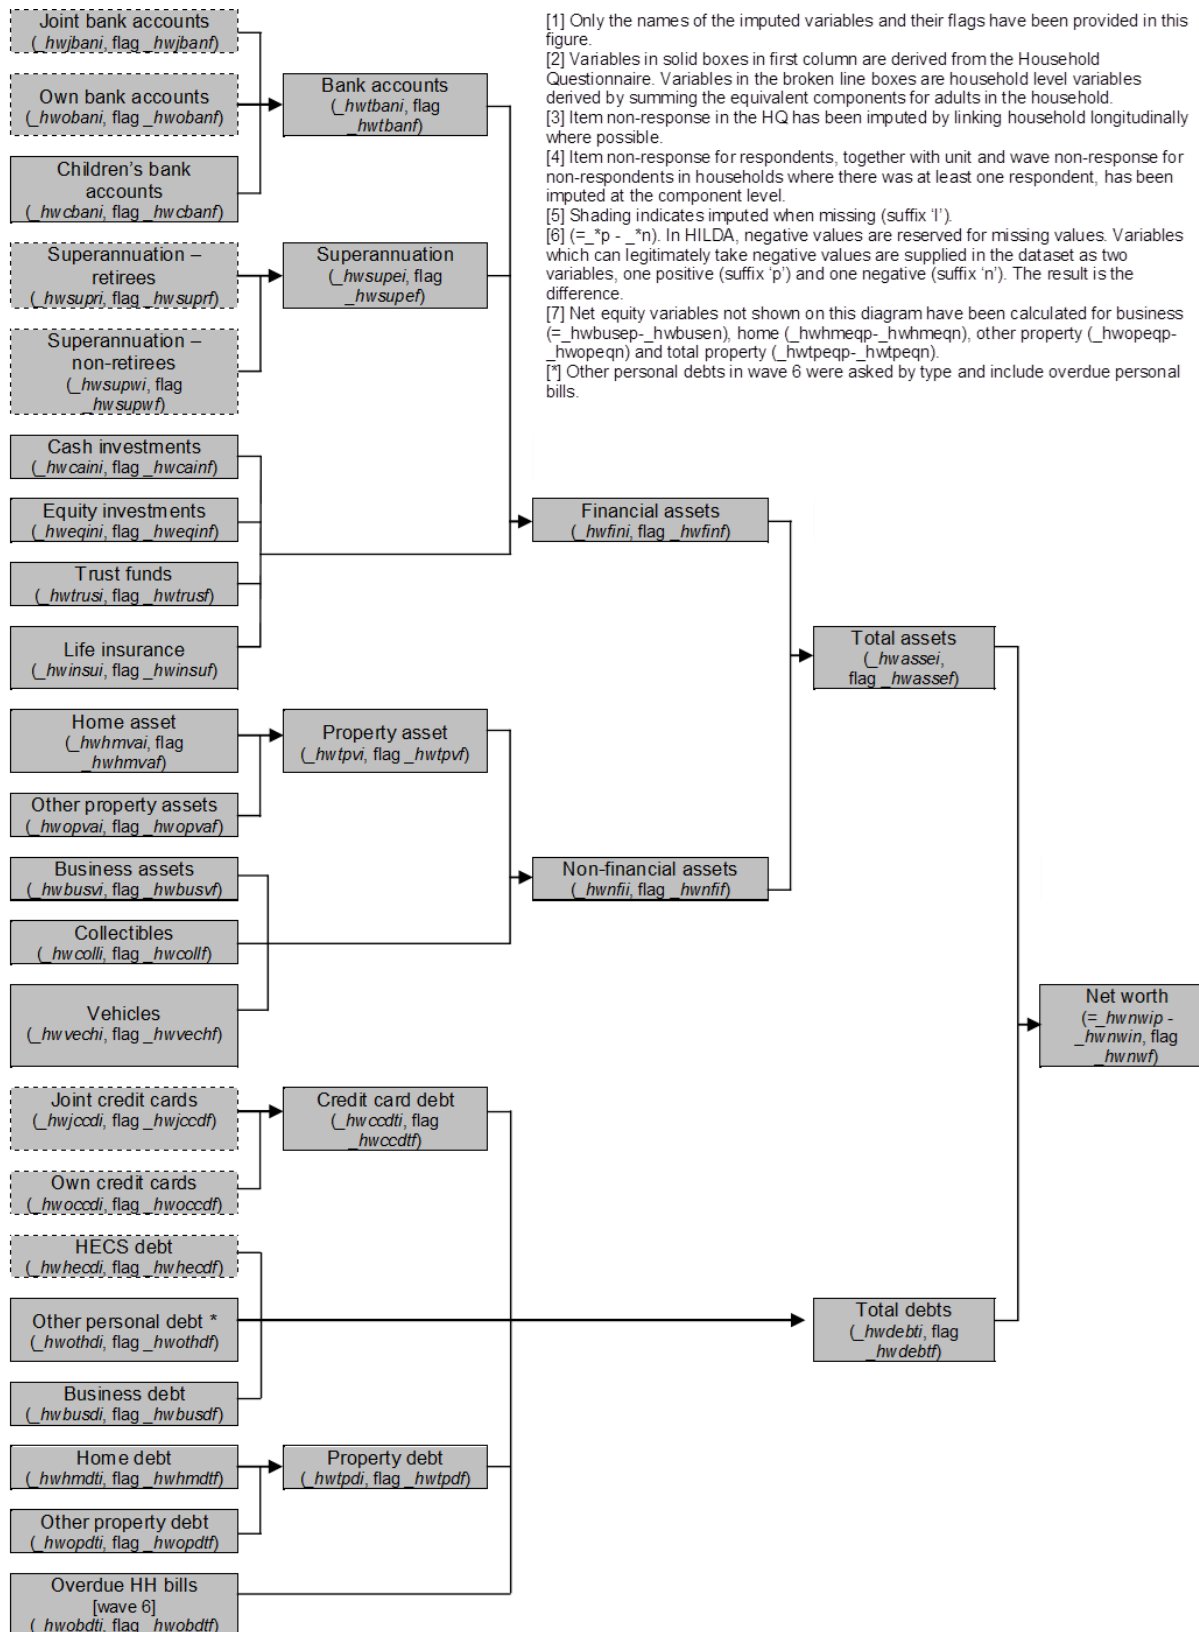 Joint bank accounts
(_hwjbani, flag _hwjbanf)
Own bank accounts
(_hwobani, flag _hwobanf)
Children's bank
accounts
(_hwcbani, flag _hwcbanf)
Bank accounts
(_hwtbani, flag
_hwtbanf)
[1] Only the names of the imputed variables and their flags have been provided in this
figure.
[2] Variables in solid boxes in first column are derived from the Household
Questionnaire. Variables in the broken line boxes are household level variables
derived by summing the equivalent components for adults in the household.
[3] Item non-response in the HQ has been imputed by linking household longitudinally
where possible.
[4] Item non-response for respondents, together with unit and wave non-response for
non-respondents in households where there was at least one respondent, has been
imputed at the component level.
[5] Shading indicates imputed when missing (suffix 'I').
[6] (=_*p - _*n). In HILDA, negative values are reserved for missing values. Variables
which can legitimately take negative values are supplied in the dataset as two
variables, one positive (suffix 'p') and one negative (suffix 'n'). The result is the
difference.
[7] Net equity variables not shown on this diagram have been calculated for business
(=_hwbusep-_hwbusen), home (_hwhmeqp-_hwhmeqn), other property (_hwopeqp-
_hwopeqn) and total property (_hwtpeqp-_hwtpeqn).
[*] Other personal debts in wave 6 were asked by type and include overdue personal
bills.
Superannuation –
retirees
(_hwsupri, flag _hwsuprf)
Superannuation –
non-retirees
(_hwsupwi, flag
_hwsupwf)
Superannuation
(_hwsupei, flag
_hwsupef)
Cash investments
(_hwcaini, flag _hwcainf)
Equity investments
(_hweqini, flag _hweqinf)
Trust funds
(_hwtrusi, flag _hwtrusf)
Life insurance
(_hwinsui, flag _hwinsuf)
Financial assets
(_hwfini, flag _hwfinf)
Total assets
(_hwassei,
flag _hwassef)
Home asset
(_hwhmvai, flag
_hwhmvaf)
Other property assets
(_hwopvai, flag _hwopvaf)
Property asset
(_hwtpvi, flag _hwtpvf)
Business assets
(_hwbusvi, flag _hwbusvf)
Collectibles
(_hwcolli, flag _hwcollf)
Vehicles
(_hwvechi, flag _hwvechf)
Non-financial assets
(_hwnfii, flag _hwnfif)
Net worth
(=_hwnwip -
_hwnwin, flag
_hwnwf)
Joint credit cards
(_hwjccdi, flag _hwjccdf)
Own credit cards
(_hwoccdi, flag _hwoccdf)
Credit card debt
(_hwccdti, flag
_hwccdtf)
HECS debt
(_hwhecdi, flag _hwhecdf)
Other personal debt *
(_hwothdi, flag _hwothdf)
Business debt
(_hwbusdi, flag _hwbusdf)
Total debts
(_hwdebti, flag
_hwdebtf)
Home debt
(_hwhmdti, flag _hwhmdtf)
Other property debt
(_hwopdti, flag _hwopdtf)
Property debt
(_hwtpdi, flag _hwtpdf)
Overdue HH bills
[wave 6]
(_hwobdti, flag _hwobdtf)